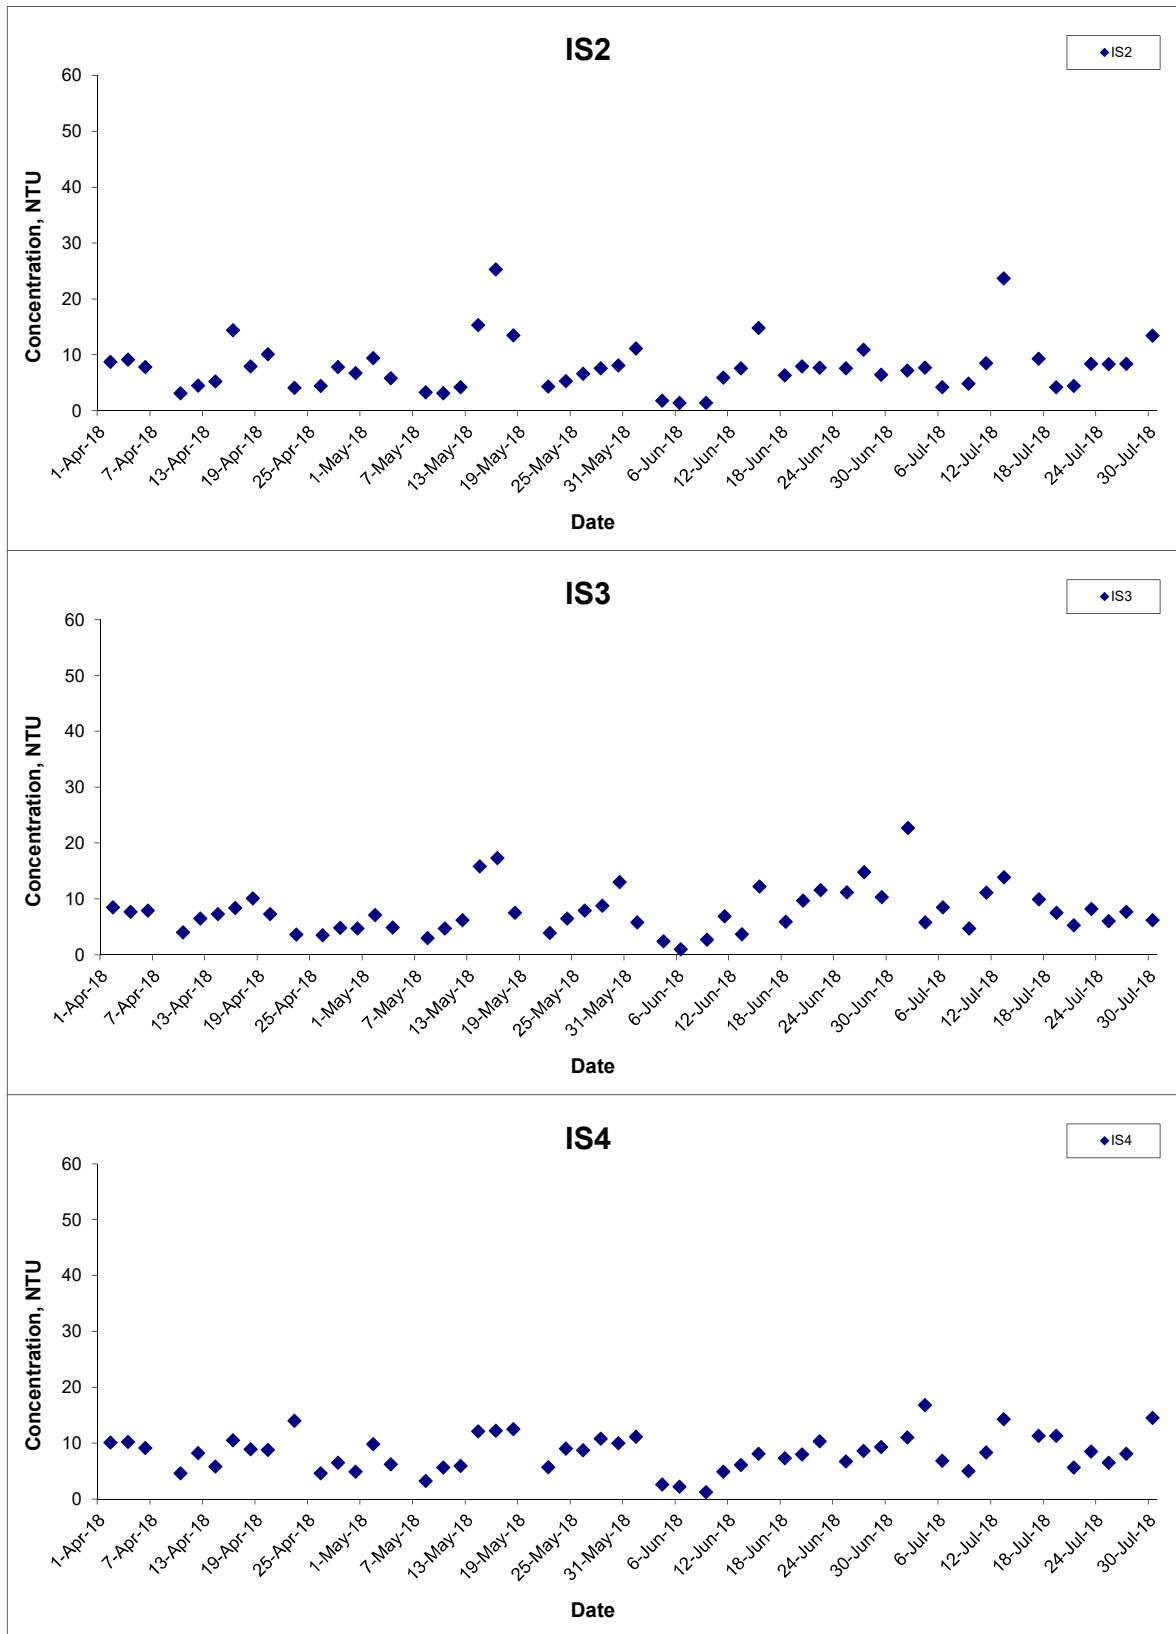 IS2
IS2
60
50
40
30
20
10
0
Concentration, NTU
1-Apr-18
7-Apr-18
13-Apr-18
19-Apr-18
25-Apr-18
1-May-18
7-May-18
13-May-18
19-May-18
25-May-18
31-May-18
6-Jun-18
12-Jun-18
18-Jun-18
24-Jun-18
30-Jun-18
6-Jul-18
12-Jul-18
18-Jul-18
24-Jul-18
30-Jul-18
Date
IS3
IS3
60
50
40
30
20
10
0
Concentration, NTU
1-Apr-18
7-Apr-18
13-Apr-18
19-Apr-18
25-Apr-18
1-May-18
7-May-18
13-May-18
19-May-18
25-May-18
31-May-18
6-Jun-18
12-Jun-18
18-Jun-18
24-Jun-18
30-Jun-18
6-Jul-18
12-Jul-18
18-Jul-18
24-Jul-18
30-Jul-18
Date
IS4
IS4
60
50
40
30
20
10
0
Concentration, NTU
1-Apr-18
7-Apr-18
13-Apr-18
19-Apr-18
25-Apr-18
1-May-18
7-May-18
13-May-18
19-May-18
25-May-18
31-May-18
6-Jun-18
12-Jun-18
18-Jun-18
24-Jun-18
30-Jun-18
6-Jul-18
12-Jul-18
18-Jul-18
24-Jul-18
30-Jul-18
Date